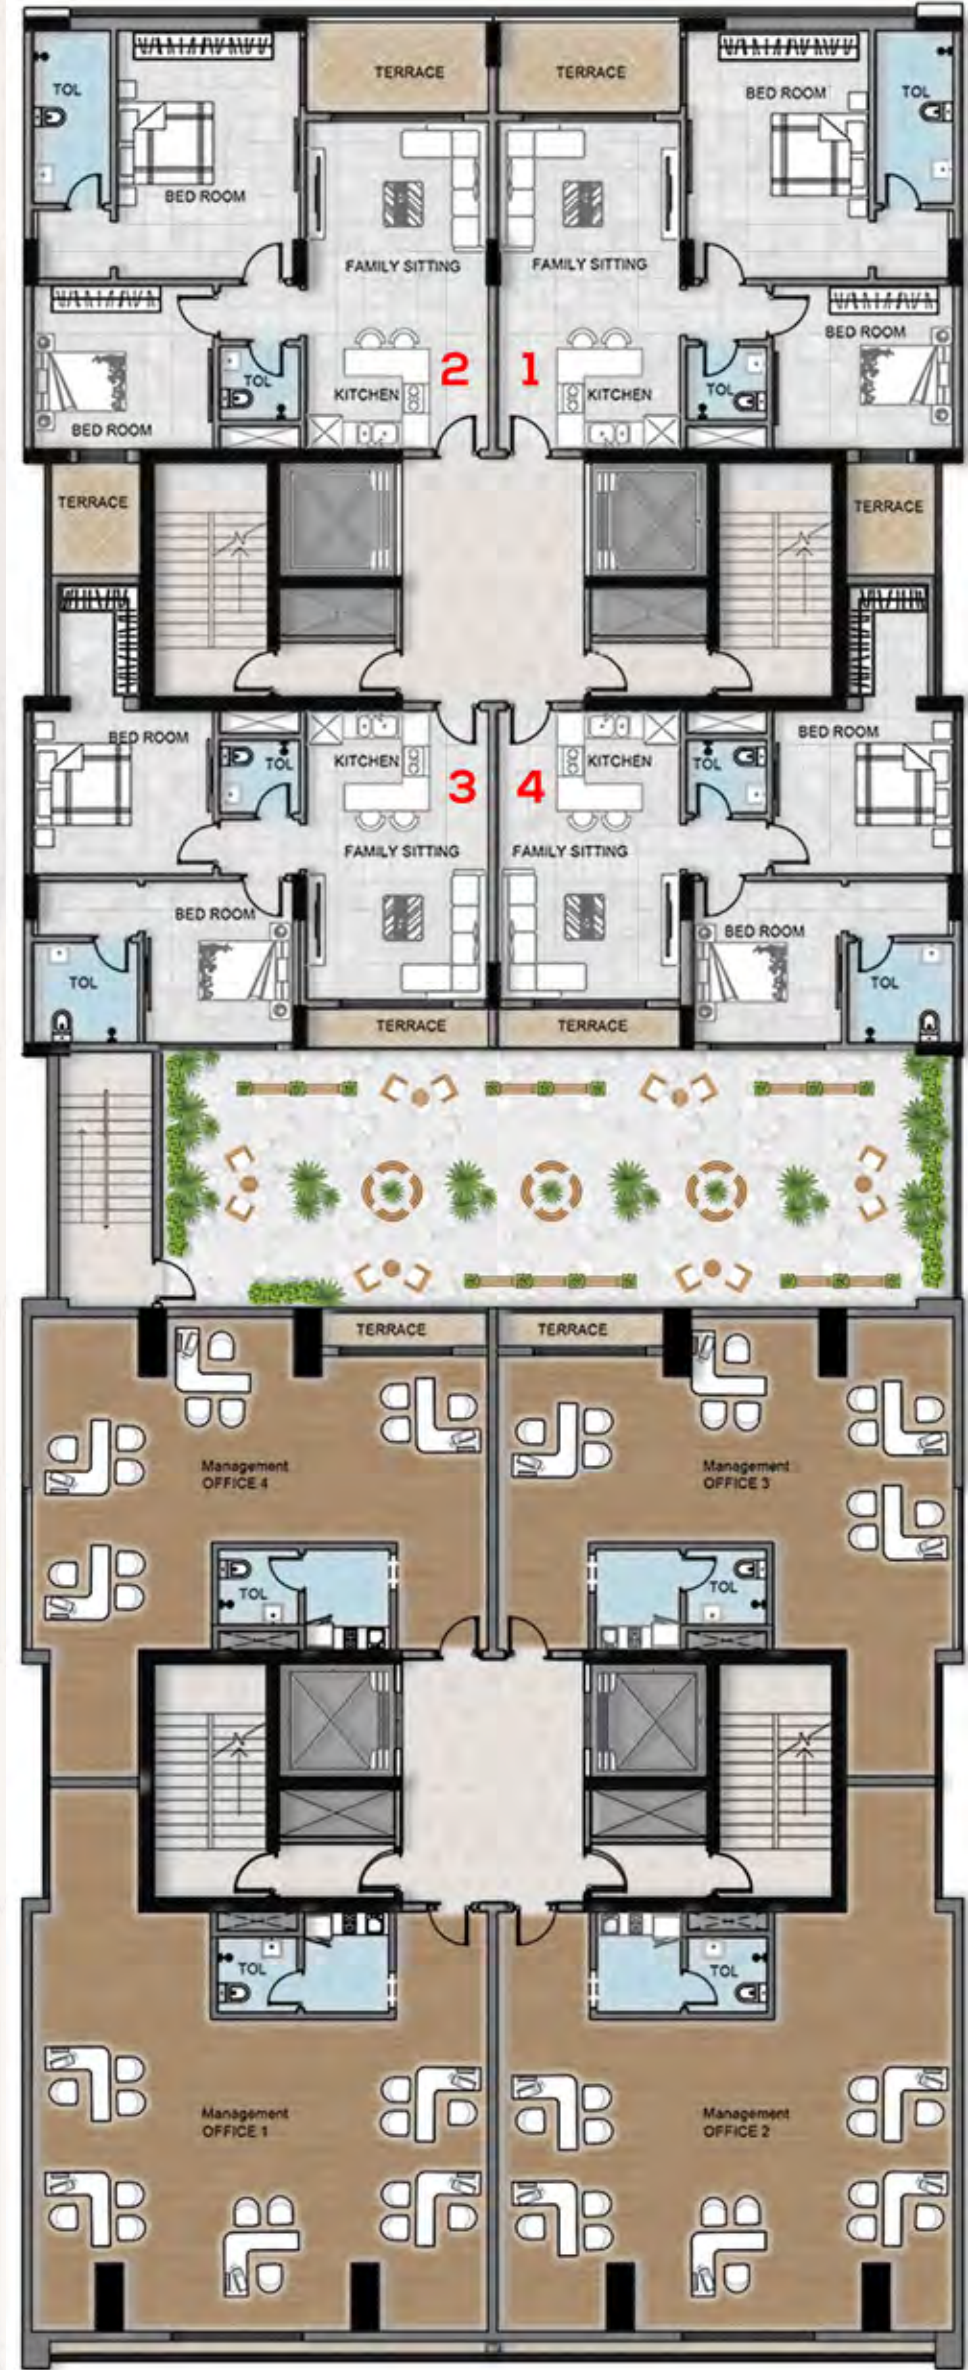 TERRACE
TERRACE
TOL
BED ROOM
BED ROOM
TOL
FAMILY SITTING
FAMILY SITTING
BED ROOM
TOL
KITCHEN
2
1
KITCHEN
TOL
BED ROOM
TERRACE
TERRACE
BED ROOM
TOL
KITCHEN
3
4
KITCHEN
TOL
BED ROOM
FAMILY SITTING
FAMILY SITTING
BED ROOM
BED ROOM
TOL
TOL
TERRACE
TERRACE
TERRACE
TERRACE
Management
OFFICE 4
Management
OFFICE 3
TOL
TOL
TOL
TOL
Management
OFFICE 1
Management
OFFICE 2